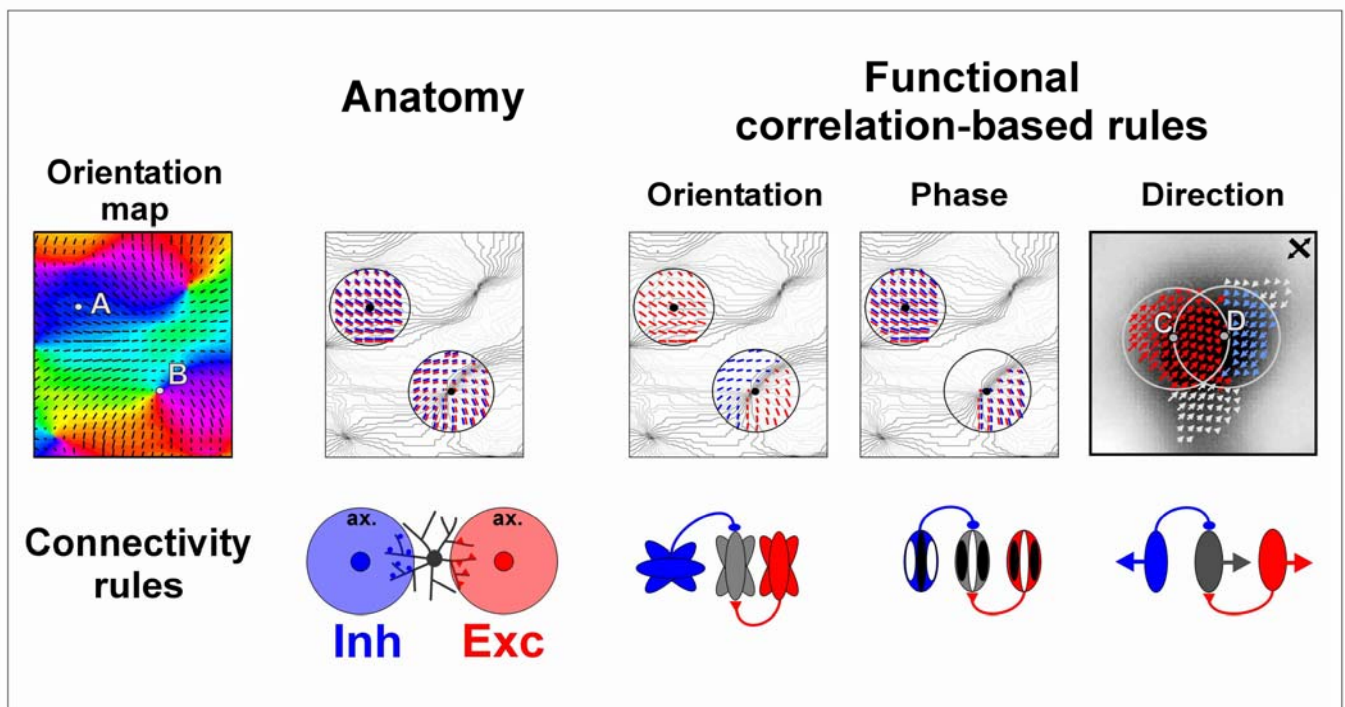 Anatomy
Functional
correlation-based rules
Orientation
map
Orientation
Phase
Direction
A
B
C
D
Connectivity
rules
ax.
ax.
Inh
Exc